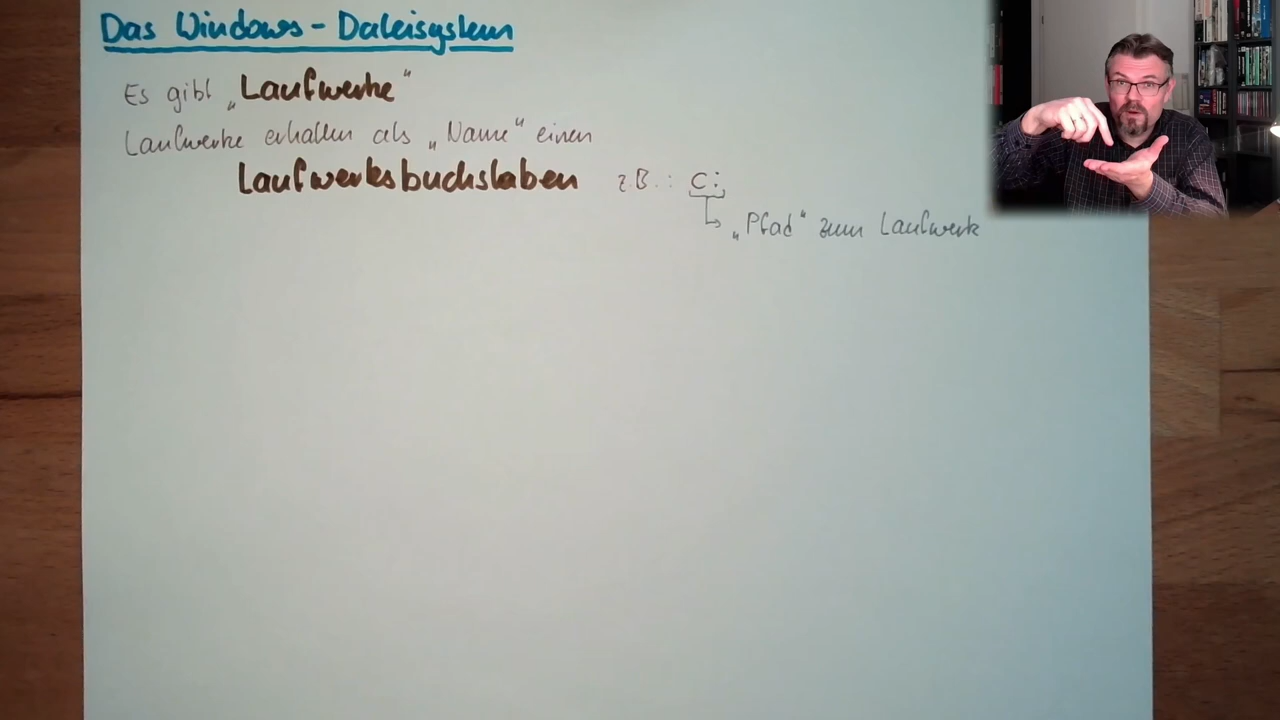 Das Windows-Dateisystem
Es gibt „Laufwerke"
Laufwerke erhalten als „Name" einen
Laufwerksbuchstaben z.B.: C:
„Pfad" zum Laufwerk